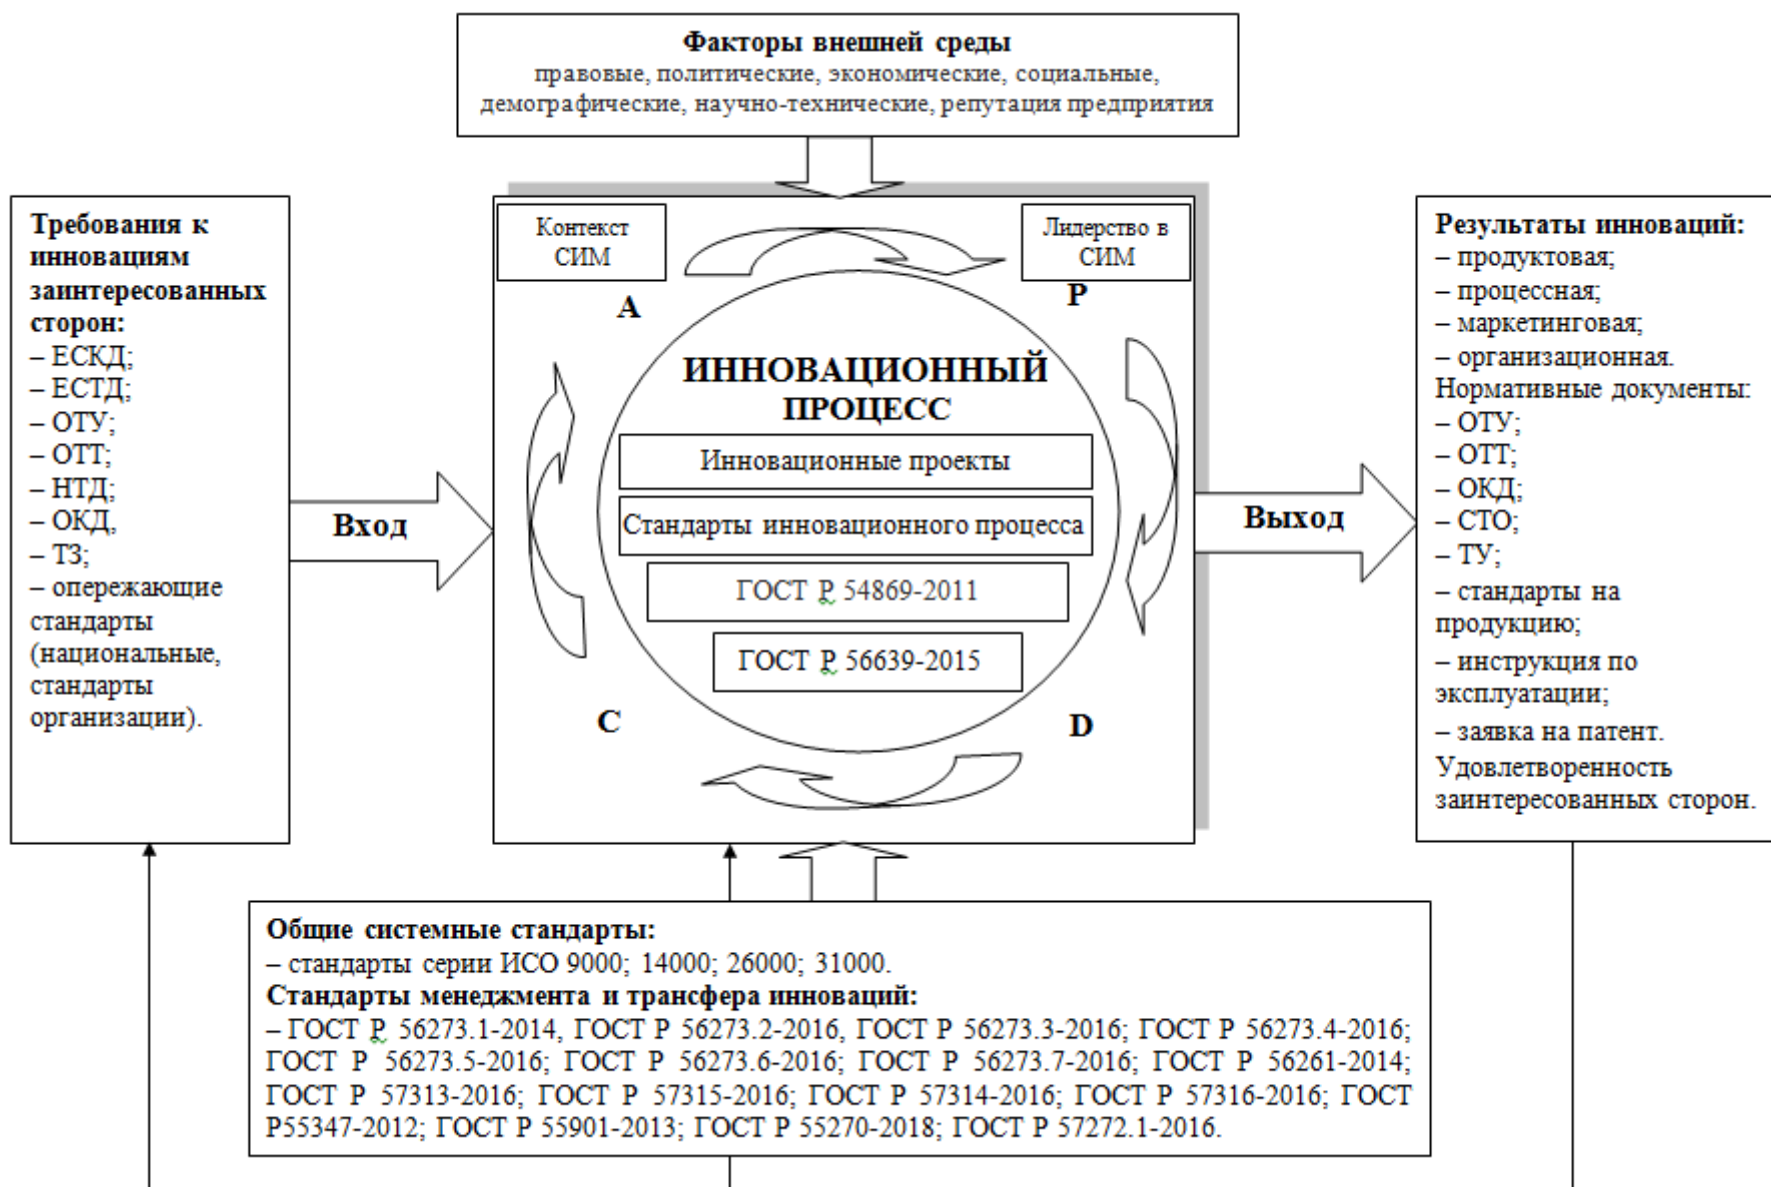 Факторы внешней среды
правовые, политические, экономические, социальные,
демографические, научно-технические, репутация предприятия
Требования к
инновациям
заинтересованных
сторон:
– ЕСКД;
– ЕСТД;
– ОТУ;
– ОТТ;
– НТД;
– ОКД,
– ТЗ;
– опережающие
стандарты
(национальные,
стандарты
организации).
Вход
Контекст
СИМ
Лидерство в
СИМ
A
P
ИННОВАЦИОННЫЙ
ПРОЦЕСС
Инновационные проекты
Стандарты инновационного процесса
ГОСТ Р 54869-2011
ГОСТ Р 56639-2015
C
D
Выход
Результаты инноваций:
– продуктовая;
– процессная;
– маркетинговая;
– организационная.
Нормативные документы:
– ОТУ;
– ОТТ;
– ОКД;
– СТО;
– ТУ;
– стандарты на
продукцию;
– инструкция по
эксплуатации;
– заявка на патент.
Удовлетворенность
заинтересованных сторон.
Общие системные стандарты:
– стандарты серии ИСО 9000; 14000; 26000; 31000.
Стандарты менеджмента и трансфера инноваций:
– ГОСТ Р 56273.1-2014, ГОСТ Р 56273.2-2016, ГОСТ Р 56273.3-2016; ГОСТ Р 56273.4-2016;
ГОСТ Р 56273.5-2016; ГОСТ Р 56273.6-2016; ГОСТ Р 56273.7-2016; ГОСТ Р 56261-2014;
ГОСТ Р 57313-2016; ГОСТ Р 57315-2016; ГОСТ Р 57314-2016; ГОСТ Р 57316-2016; ГОСТ
Р55347-2012; ГОСТ Р 55901-2013; ГОСТ Р 55270-2018; ГОСТ Р 57272.1-2016.